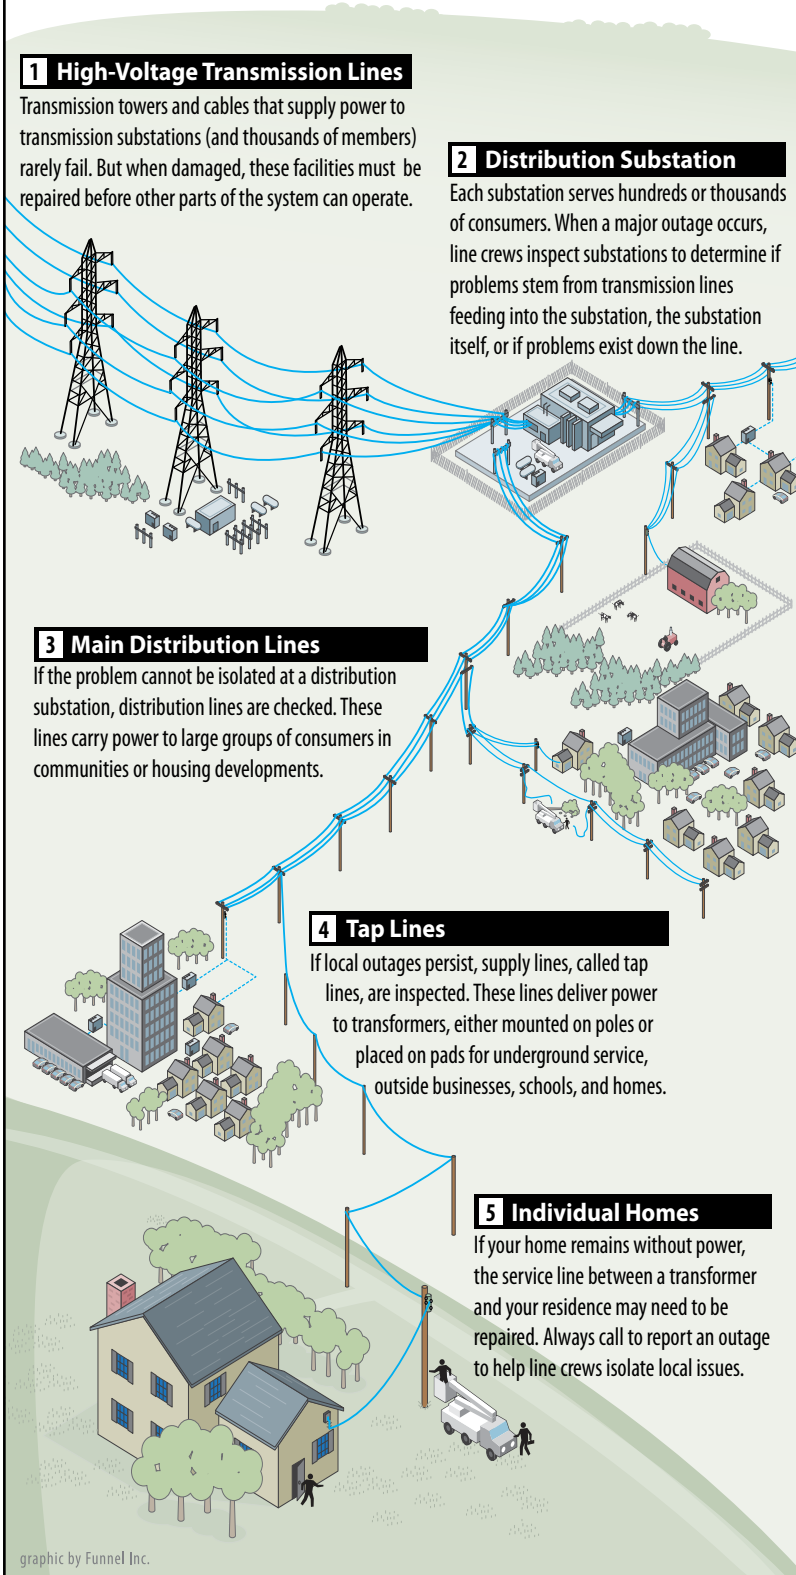 1 High-Voltage Transmission Lines
Transmission towers and cables that supply power to
transmission substations (and thousands of members)
rarely fail. But when damaged, these facilities must be
repaired before other parts of the system can operate.
2 Distribution Substation
Each substation serves hundreds or thousands
of consumers. When a major outage occurs,
line crews inspect substations to determine if
problems stem from transmission lines
feeding into the substation, the substation
itself, or if problems exist down the line.
3 Main Distribution Lines
If the problem cannot be isolated at a distribution
substation, distribution lines are checked. These
lines carry power to large groups of consumers in
communities or housing developments.
4 Tap Lines
If local outages persist, supply lines, called tap
lines, are inspected. These lines deliver power
to transformers, either mounted on poles or
placed on pads for underground service,
outside businesses, schools, and homes.
5 Individual Homes
If your home remains without power,
the service line between a transformer
and your residence may need to be
repaired. Always call to report an outage
to help line crews isolate local issues.
graphic by Funnel Inc.